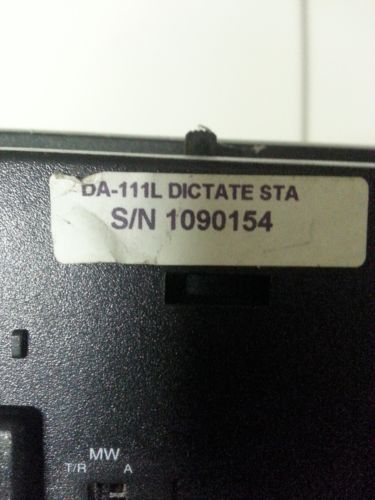 DA-111L DICTATE STA
S/N 1090154
MW
T/R A